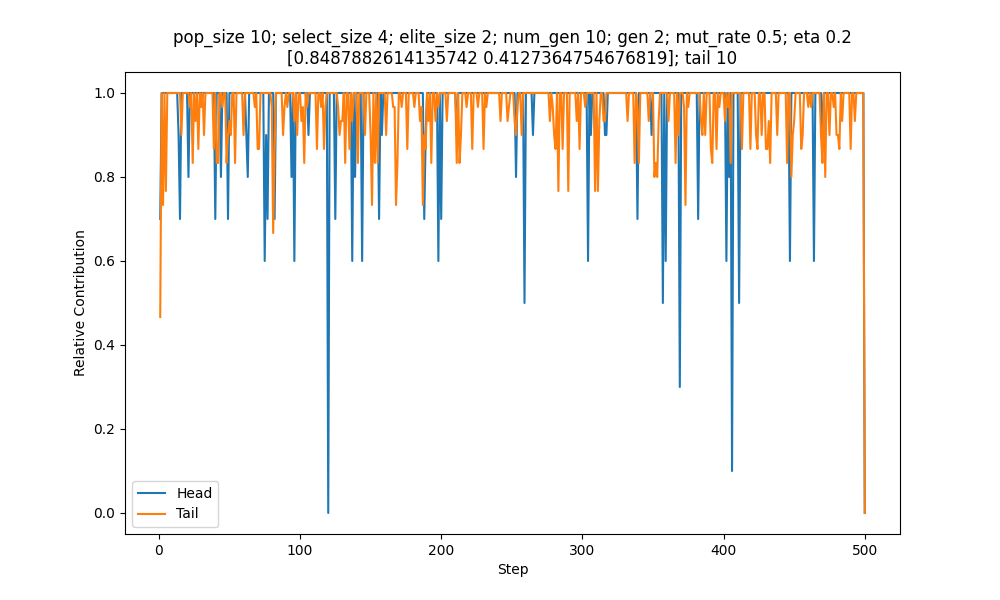 pop_size 10; select_size 4; elite_size 2; num_gen 10; gen 2; mut_rate 0.5; eta 0.2
[0.8487882614135742 0.4127364754676819]; tail 10
Relative Contribution
1.0
0.8
0.6
0.4
0.2
0.0
Head
Tail
0
100
200
300
400
500
Step